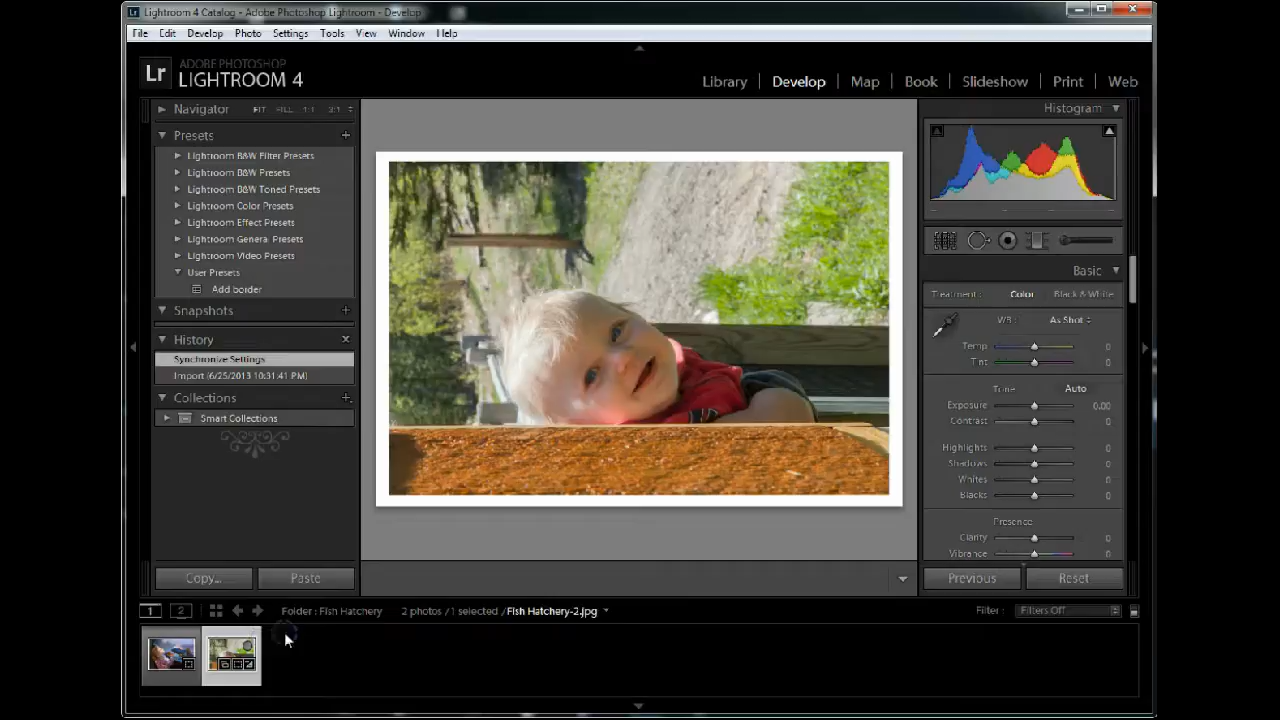 Lightroom 4 Catalog - Adobe Photoshop Lightroom - Develop
File Edit Develop Photo Settings Tools View Window Help
Lr ADOBE PHOTOSHOP
LIGHTROOM 4
Library | Develop | Map | Book | Slideshow | Print | Web
Navigator FIT FILL 1:1 2:1
Histogram
Presets
Lightroom B&W Filter Presets
Lightroom B&W Presets
Lightroom B&W Toned Presets
Lightroom Color Presets
Lightroom Effect Presets
Lightroom General Presets
Lightroom Video Presets
User Presets
Add border
Snapshots
History
Synchronize Settings
Import (6/25/2013 10:31:41 PM)
Collections
Smart Collections
Basic
Treatment: Color Black & White
WB: As Shot
Temp 0
Tint 0
Tone Auto
Exposure 0.00
Contrast 0
Highlights 0
Shadows 0
Whites 0
Blacks 0
Presence
Clarity 0
Vibrance 0
Copy... Paste
Previous Reset
1 2 Folder : Fish Hatchery 2 photos / 1 selected / Fish Hatchery-2.jpg Filter : Filters Off